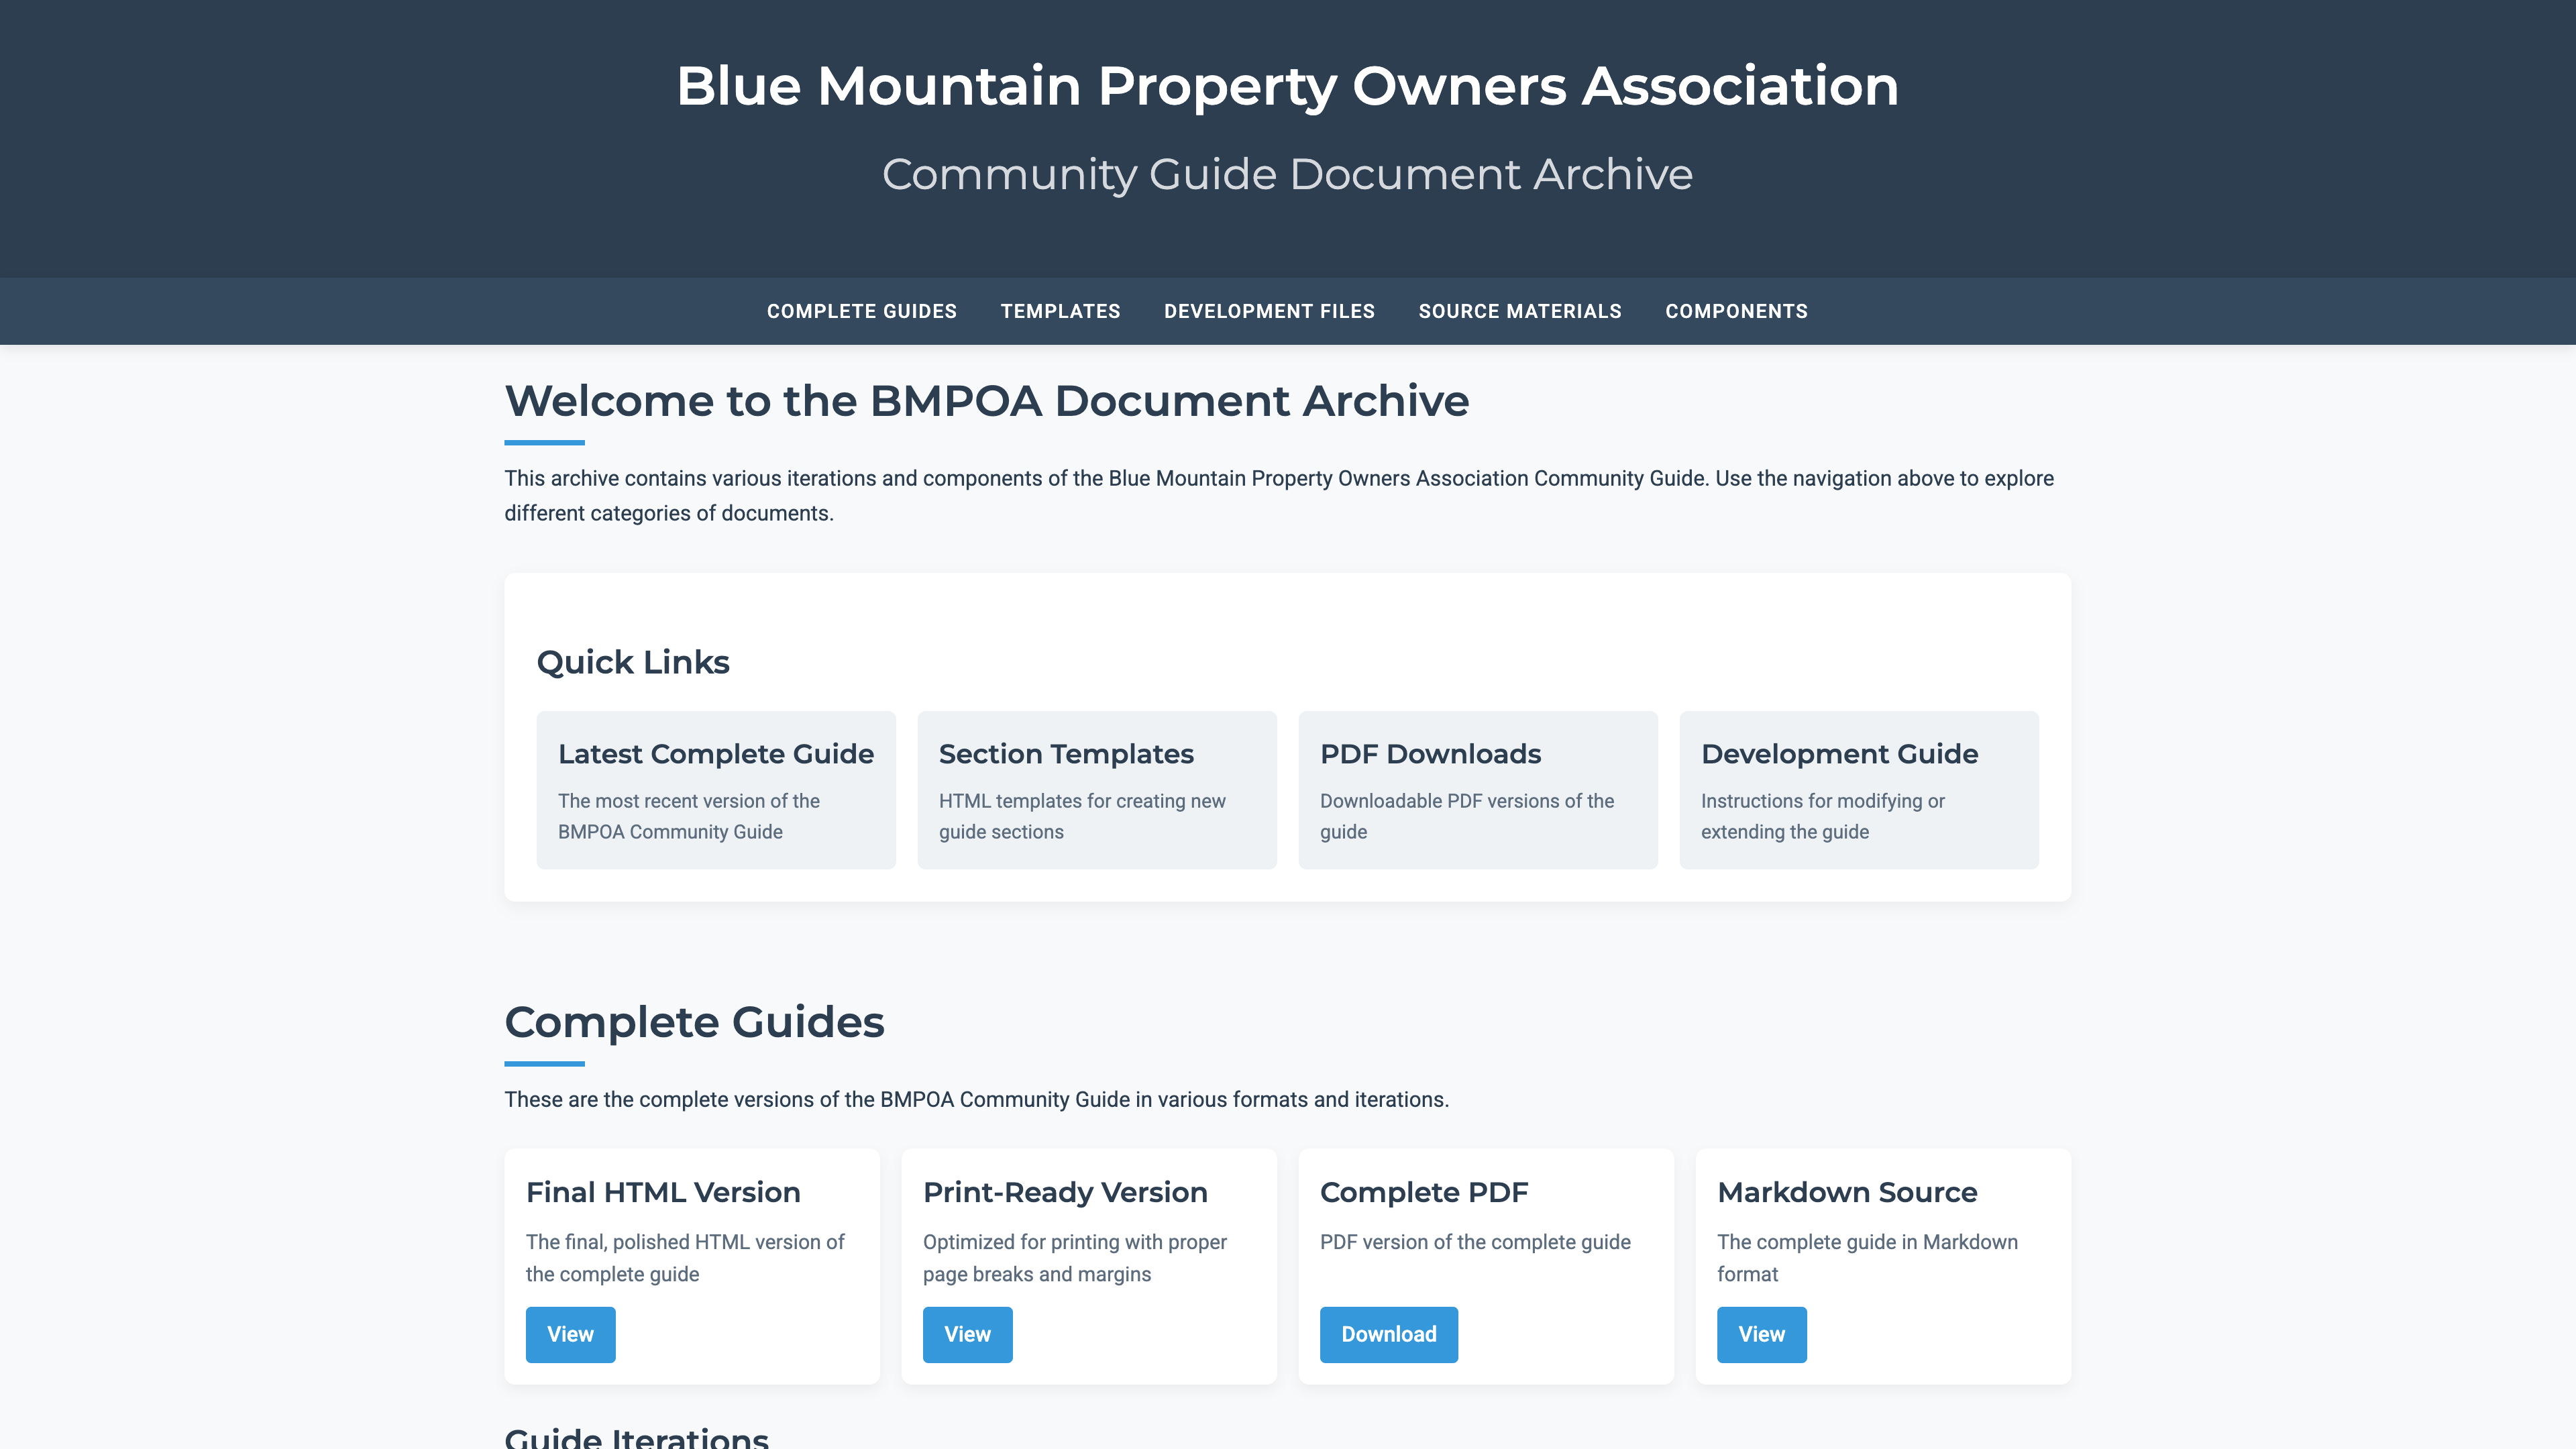 Blue Mountain Property Owners Association
Community Guide Document Archive
COMPLETE GUIDES TEMPLATES DEVELOPMENT FILES SOURCE MATERIALS COMPONENTS
Welcome to the BMPOA Document Archive
This archive contains various iterations and components of the Blue Mountain Property Owners Association Community Guide. Use the navigation above to explore
different categories of documents.
Quick Links
Latest Complete Guide
The most recent version of the
BMPOA Community Guide
Section Templates
HTML templates for creating new
guide sections
PDF Downloads
Downloadable PDF versions of the
guide
Development Guide
Instructions for modifying or
extending the guide
Complete Guides
These are the complete versions of the BMPOA Community Guide in various formats and iterations.
Final HTML Version
The final, polished HTML version of
the complete guide
View
Print-Ready Version
Optimized for printing with proper
page breaks and margins
View
Complete PDF
PDF version of the complete guide
Download
Markdown Source
The complete guide in Markdown
format
View
Guide Iterations